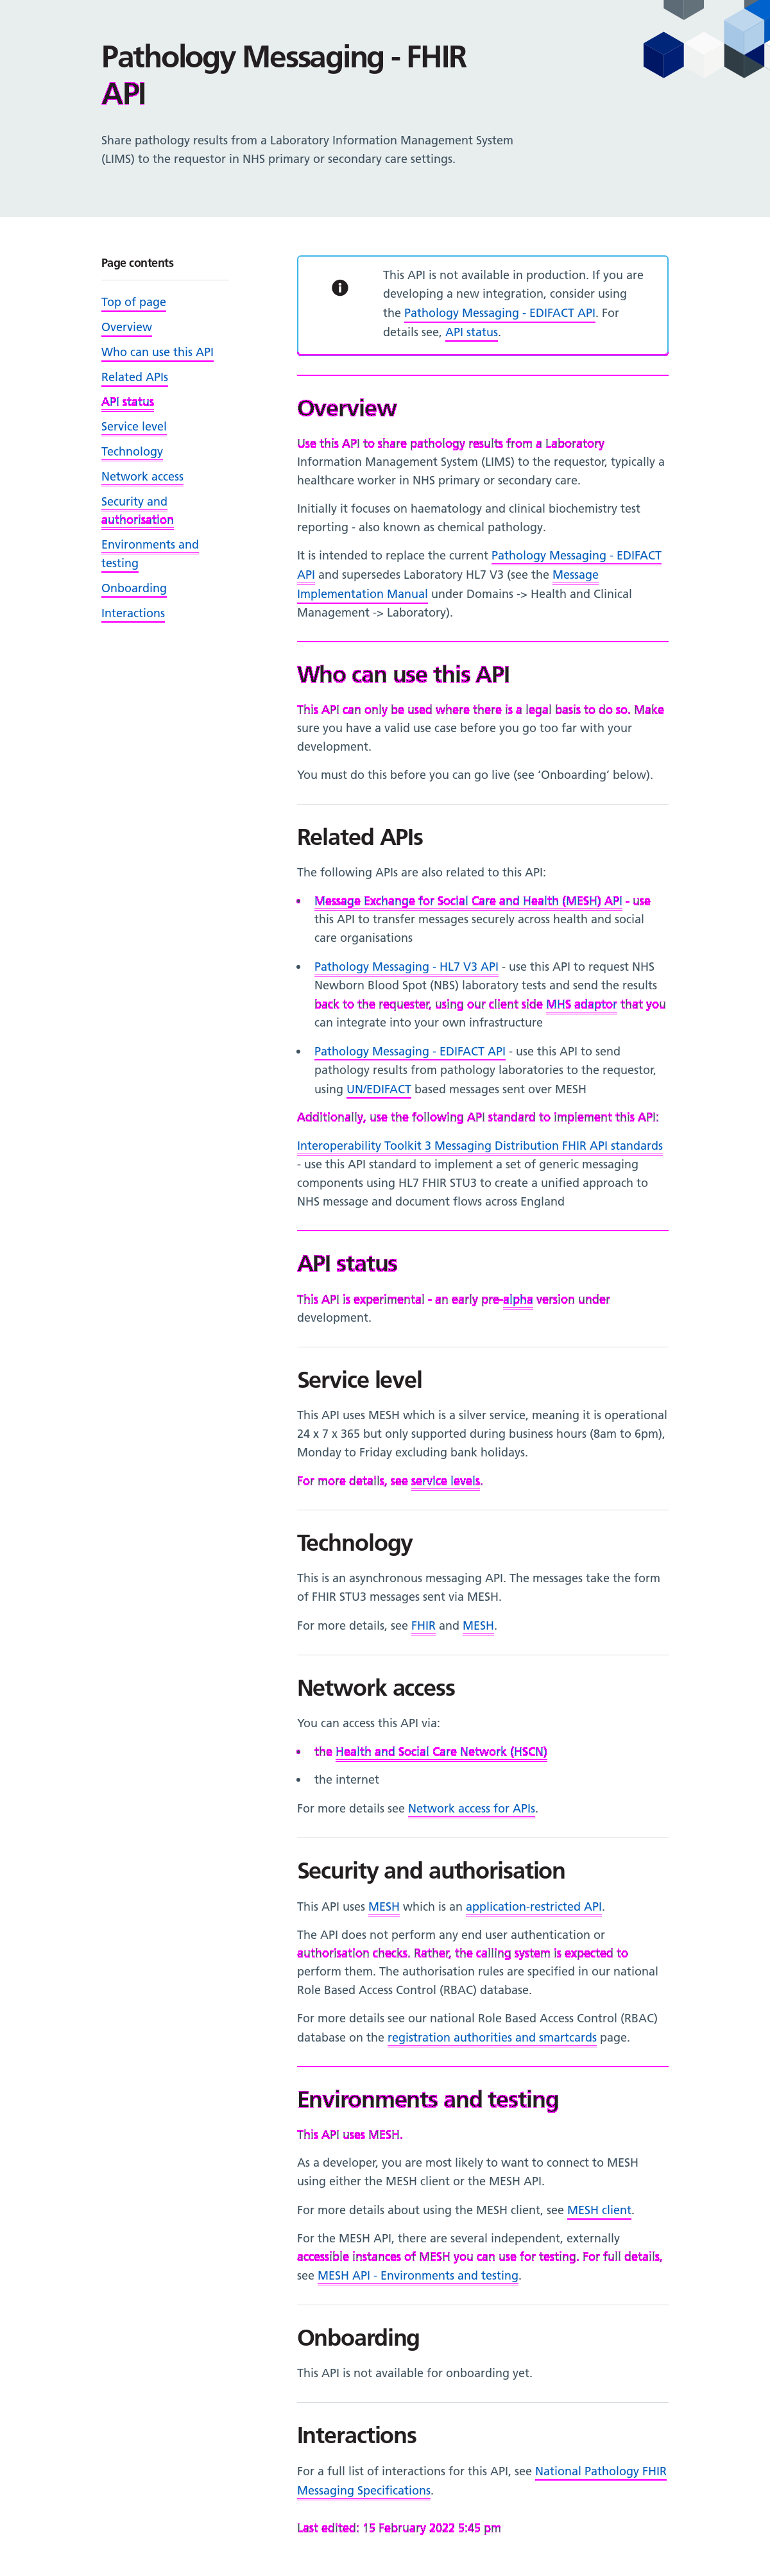 Pathology Messaging - FHIR
API
Share pathology results from a Laboratory Information Management System
(LIMS) to the requestor in NHS primary or secondary care settings.
Page contents
Top of page
Overview
Who can use this API
Related APIs
API status
Service level
Technology
Network access
Security and
authorisation
Environments and
testing
Onboarding
Interactions
This API is not available in production. If you are
developing a new integration, consider using
the Pathology Messaging - EDIFACT API. For
details see, API status.
Overview
Use this API to share pathology results from a Laboratory
Information Management System (LIMS) to the requestor, typically a
healthcare worker in NHS primary or secondary care.
Initially it focuses on haematology and clinical biochemistry test
reporting - also known as chemical pathology.
It is intended to replace the current Pathology Messaging - EDIFACT
API and supersedes Laboratory HL7 V3 (see the Message
Implementation Manual under Domains -> Health and Clinical
Management -> Laboratory).
Who can use this API
This API can only be used where there is a legal basis to do so. Make
sure you have a valid use case before you go too far with your
development.
You must do this before you can go live (see ‘Onboarding’ below).
Related APIs
The following APIs are also related to this API:
Message Exchange for Social Care and Health (MESH) API - use
this API to transfer messages securely across health and social
care organisations
Pathology Messaging - HL7 V3 API - use this API to request NHS
Newborn Blood Spot (NBS) laboratory tests and send the results
back to the requester, using our client side MHS adaptor that you
can integrate into your own infrastructure
Pathology Messaging - EDIFACT API - use this API to send
pathology results from pathology laboratories to the requestor,
using UN/EDIFACT based messages sent over MESH
Additionally, use the following API standard to implement this API:
Interoperability Toolkit 3 Messaging Distribution FHIR API standards
- use this API standard to implement a set of generic messaging
components using HL7 FHIR STU3 to create a unified approach to
NHS message and document flows across England
API status
This API is experimental - an early pre-alpha version under
development.
Service level
This API uses MESH which is a silver service, meaning it is operational
24 x 7 x 365 but only supported during business hours (8am to 6pm),
Monday to Friday excluding bank holidays.
For more details, see service levels.
Technology
This is an asynchronous messaging API. The messages take the form
of FHIR STU3 messages sent via MESH.
For more details, see FHIR and MESH.
Network access
You can access this API via:
the Health and Social Care Network (HSCN)
the internet
For more details see Network access for APIs.
Security and authorisation
This API uses MESH which is an application-restricted API.
The API does not perform any end user authentication or
authorisation checks. Rather, the calling system is expected to
perform them. The authorisation rules are specified in our national
Role Based Access Control (RBAC) database.
For more details see our national Role Based Access Control (RBAC)
database on the registration authorities and smartcards page.
Environments and testing
This API uses MESH.
As a developer, you are most likely to want to connect to MESH
using either the MESH client or the MESH API.
For more details about using the MESH client, see MESH client.
For the MESH API, there are several independent, externally
accessible instances of MESH you can use for testing. For full details,
see MESH API - Environments and testing.
Onboarding
This API is not available for onboarding yet.
Interactions
For a full list of interactions for this API, see National Pathology FHIR
Messaging Specifications.
Last edited: 15 February 2022 5:45 pm